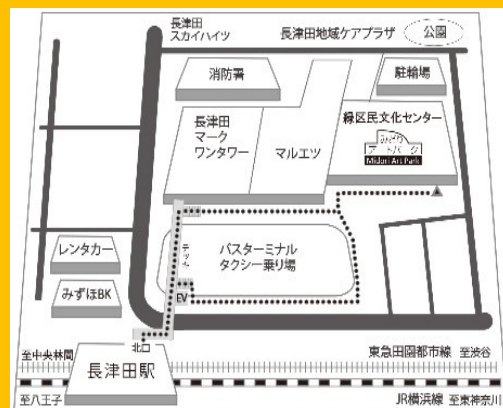 長津田
スカイハイツ
長津田地域ケアプラザ
公園
消防署
駐輪場
長津田
マーク
ワンタワー
マルエツ
緑区民文化センター
みどり
アートパーク
Midori Art Park
レンタカー
みずほBK
デッキ
バスターミナル
タクシー乗り場
EV
北口
至中央林間
東急田園都市線 至渋谷
長津田駅
至八王子
JR横浜線 至東神奈川